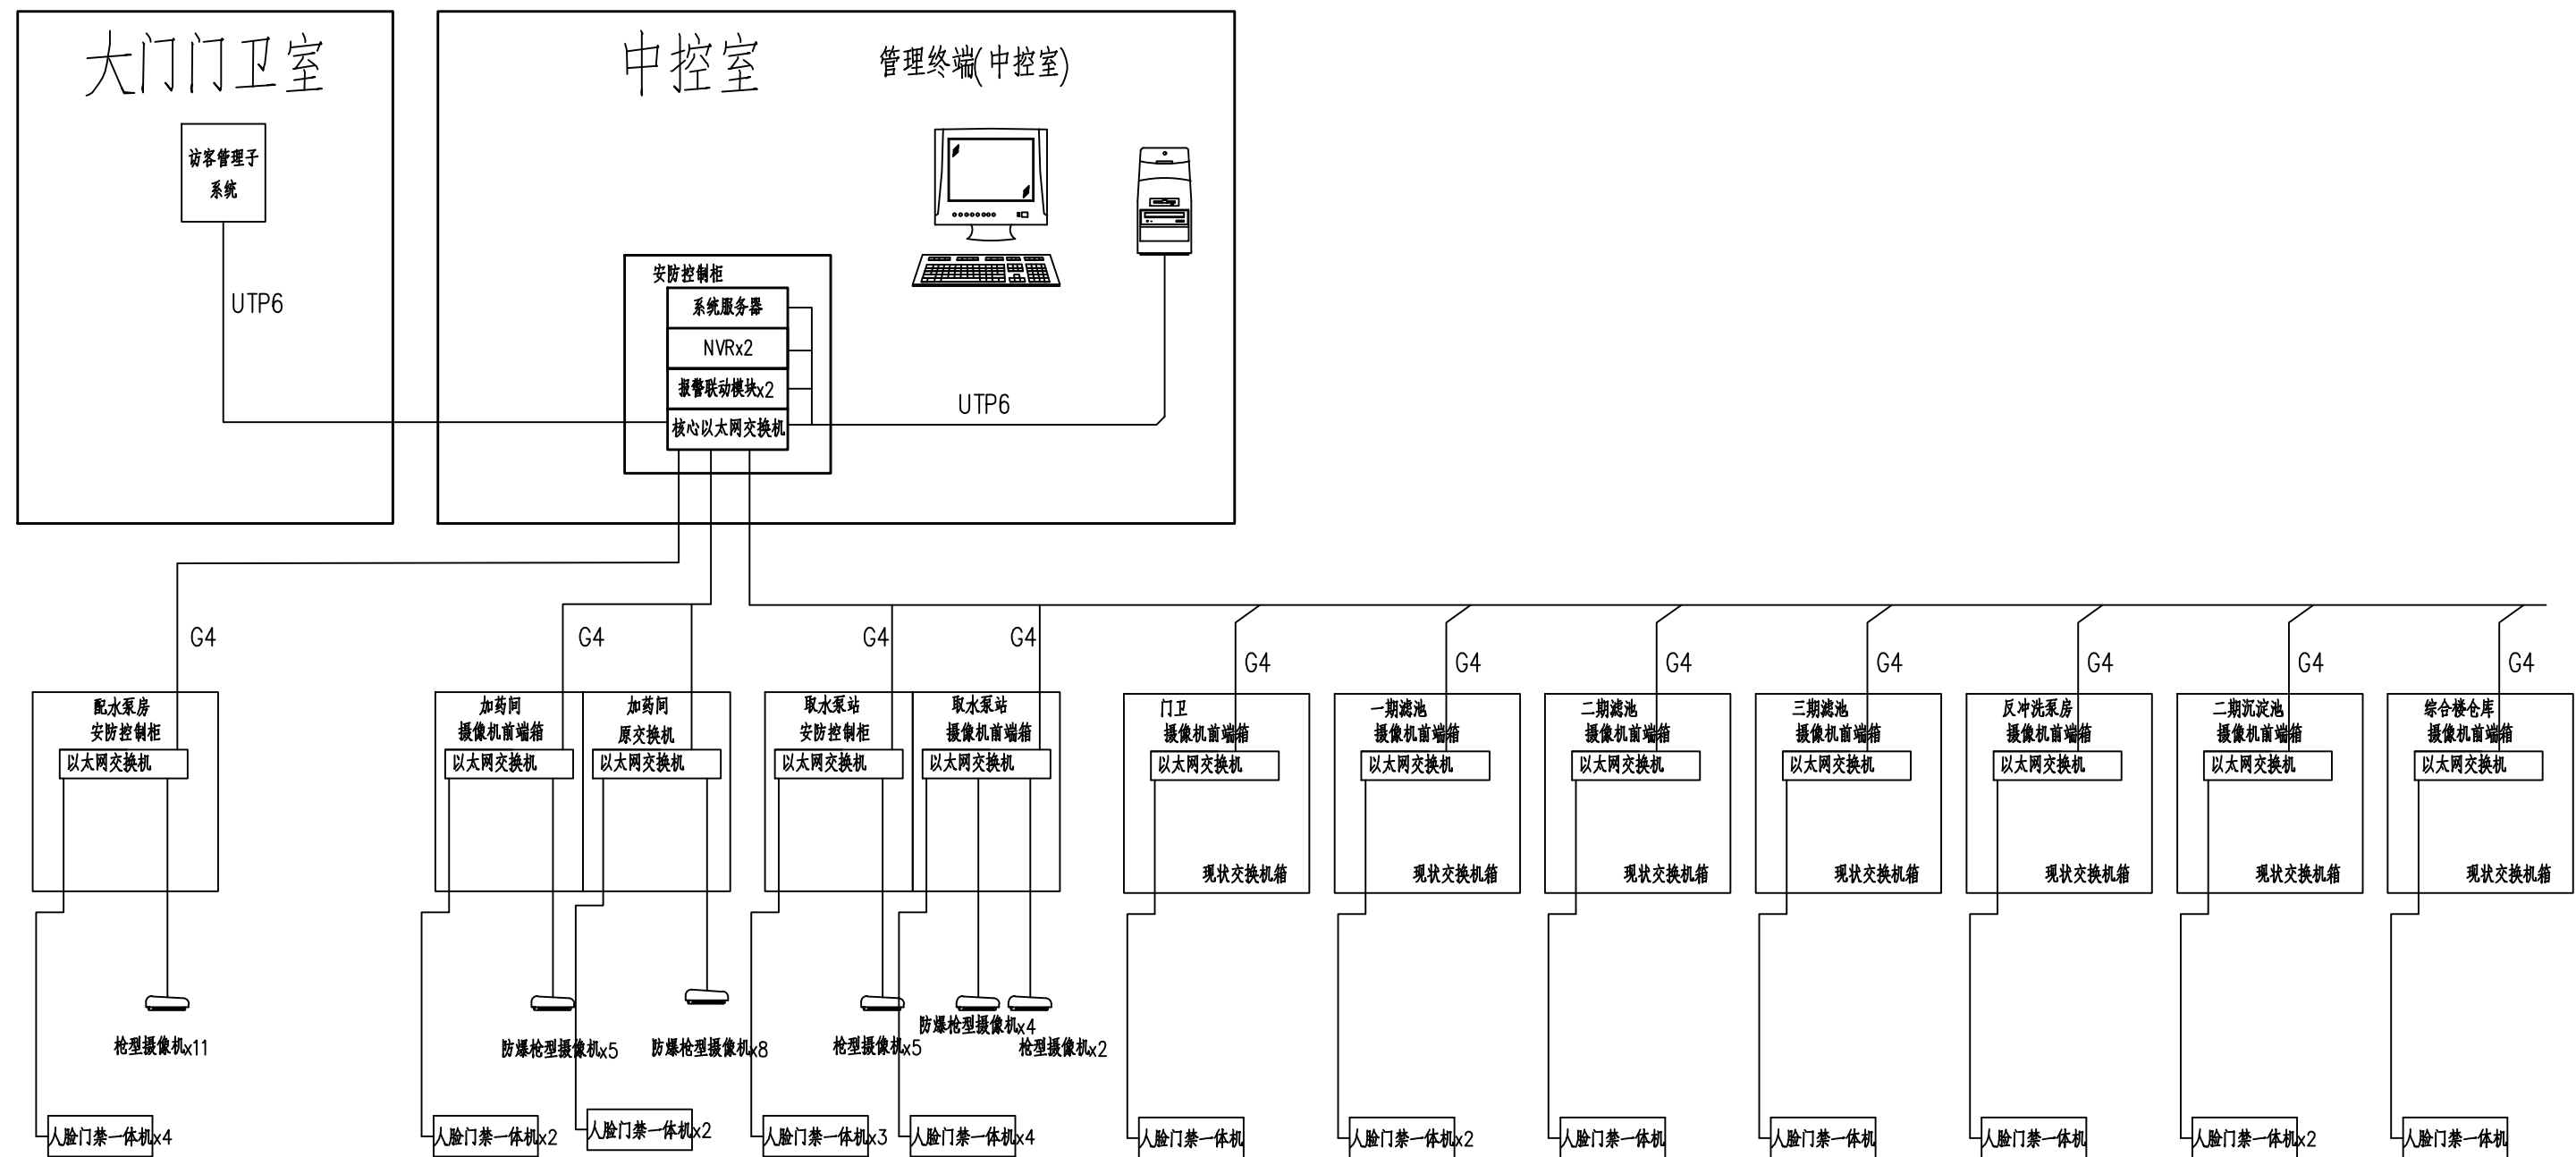 大门门卫室
访客管理子
系统
UTP6
中控室
管理终端(中控室)
安防控制柜
系统服务器
NVRx2
报警联动模块x2
核心以太网交换机
UTP6
G4
G4
G4
G4
G4
G4
G4
G4
G4
G4
G4
配水泵房
安防控制柜
以太网交换机
加药间
摄像机前端箱
以太网交换机
加药间
原交换机
以太网交换机
取水泵站
安防控制柜
以太网交换机
取水泵站
摄像机前端箱
以太网交换机
门卫
摄像机前端箱
以太网交换机
现状交换机箱
一期滤池
摄像机前端箱
以太网交换机
现状交换机箱
二期滤池
摄像机前端箱
以太网交换机
现状交换机箱
三期滤池
摄像机前端箱
以太网交换机
现状交换机箱
反冲洗泵房
摄像机前端箱
以太网交换机
现状交换机箱
二期沉淀池
摄像机前端箱
以太网交换机
现状交换机箱
综合楼仓库
摄像机前端箱
以太网交换机
现状交换机箱
枪型摄像机x11
防爆枪型摄像机x5
防爆枪型摄像机x8
枪型摄像机x5
防爆枪型摄像机x4
枪型摄像机x2
人脸门禁一体机x4
人脸门禁一体机x2
人脸门禁一体机x2
人脸门禁一体机x3
人脸门禁一体机x4
人脸门禁一体机
人脸门禁一体机x2
人脸门禁一体机
人脸门禁一体机
人脸门禁一体机
人脸门禁一体机x2
人脸门禁一体机